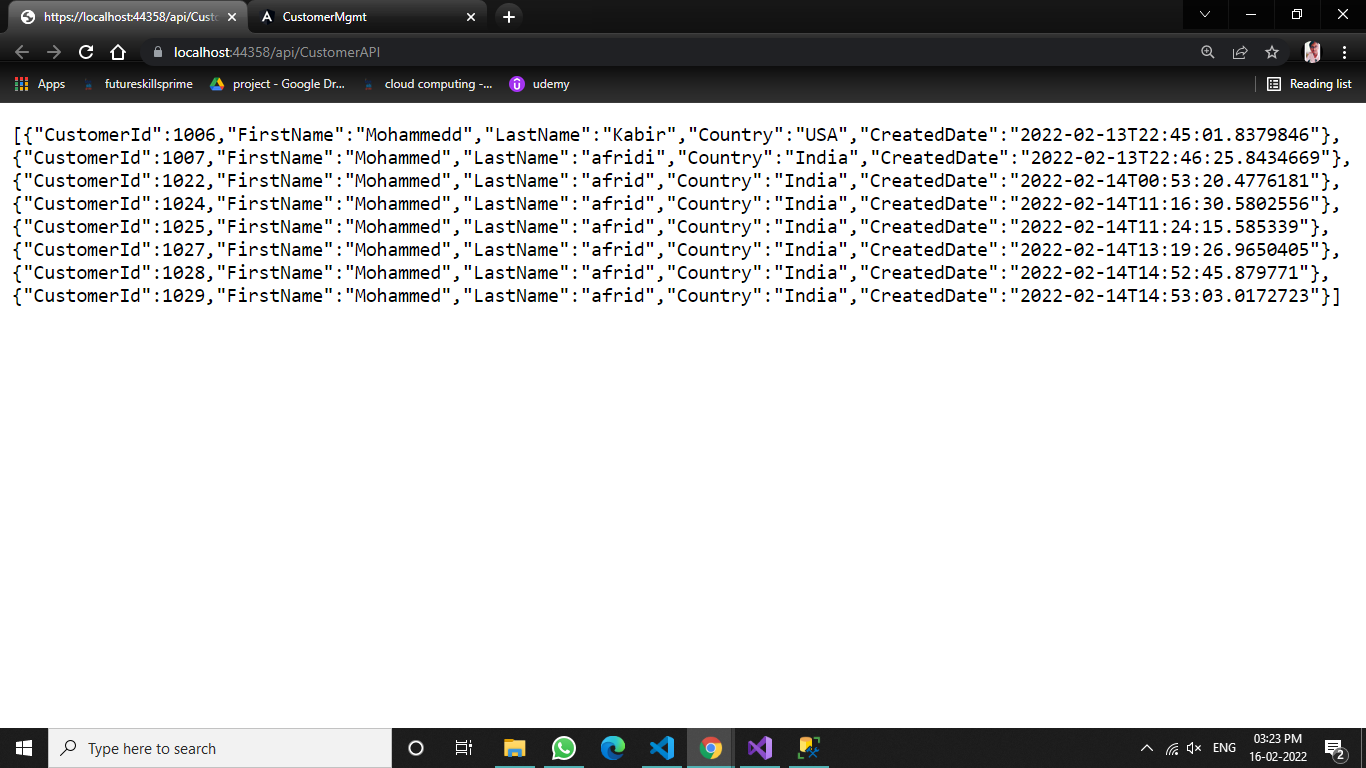 https://localhost:44358/api/Cust
CustomerMgmt
localhost:44358/api/CustomerAPI
Apps
futureskillsprime
project - Google Dr...
cloud computing -...
udemy
Reading list
[{"CustomerId":1006,"FirstName":"Mohammedd","LastName":"Kabir","Country":"USA","CreatedDate":"2022-02-13T22:45:01.8379846"},
{"CustomerId":1007,"FirstName":"Mohammed","LastName":"afridi","Country":"India","CreatedDate":"2022-02-13T22:46:25.8434669"},
{"CustomerId":1022,"FirstName":"Mohammed","LastName":"afrid","Country":"India","CreatedDate":"2022-02-14T00:53:20.4776181"},
{"CustomerId":1024,"FirstName":"Mohammed","LastName":"afrid","Country":"India","CreatedDate":"2022-02-14T11:16:30.5802556"},
{"CustomerId":1025,"FirstName":"Mohammed","LastName":"afrid","Country":"India","CreatedDate":"2022-02-14T11:24:15.585339"},
{"CustomerId":1027,"FirstName":"Mohammed","LastName":"afrid","Country":"India","CreatedDate":"2022-02-14T13:19:26.9650405"},
{"CustomerId":1028,"FirstName":"Mohammed","LastName":"afrid","Country":"India","CreatedDate":"2022-02-14T14:52:45.879771"},
{"CustomerId":1029,"FirstName":"Mohammed","LastName":"afrid","Country":"India","CreatedDate":"2022-02-14T14:53:03.0172723"}]
Type here to search
ENG
03:23 PM
16-02-2022
2